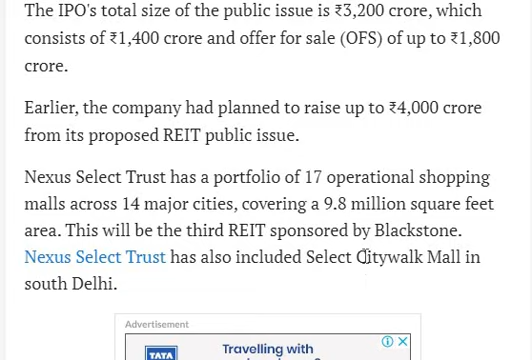 The IPO's total size of the public issue is ₹3,200 crore, which
consists of ₹1,400 crore and offer for sale (OFS) of up to ₹1,800
crore.
Earlier, the company had planned to raise up to ₹4,000 crore
from its proposed REIT public issue.
Nexus Select Trust has a portfolio of 17 operational shopping
malls across 14 major cities, covering a 9.8 million square feet
area. This will be the third REIT sponsored by Blackstone.
Nexus Select Trust has also included Select Citywalk Mall in
south Delhi.
Advertisement
Travelling with
TATA